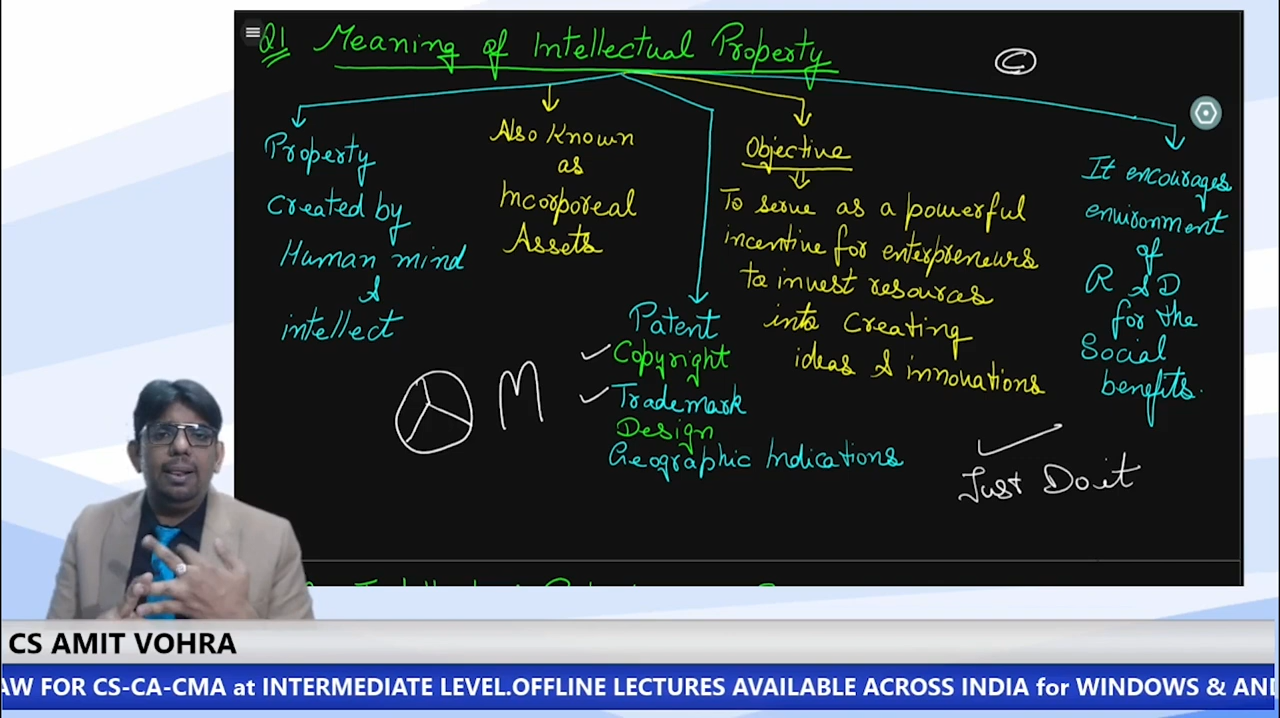 Q1 Meaning of Intellectual Property
©
Property
created by
Human mind
&
intellect
Also Known
as
Incorporeal
Assets
Patent
Copyright
Trademark
Design
Geographic Indications
Objective
To serve as a powerful
incentive for enterpreneurs
to invest resources
into Creating
ideas & innovations
It encourages
environment
of
R & D
for the
Social
benefits.
M
Just Do it
CS AMIT VOHRA
AW FOR CS-CA-CMA at INTERMEDIATE LEVEL.OFFLINE LECTURES AVAILABLE ACROSS INDIA for WINDOWS & AND